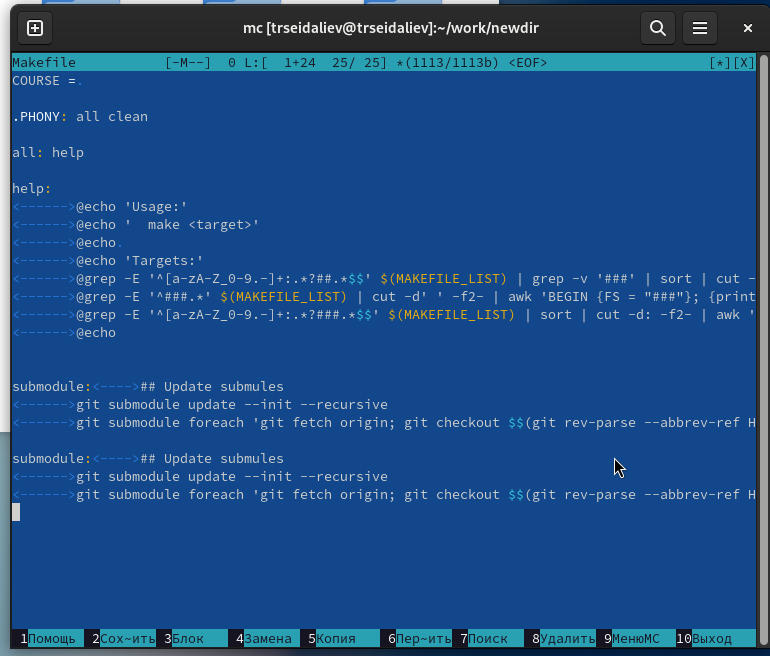 mc [trseidaliev@trseidaliev]:~/work/newdir
Makefile [-M--] 0 L:[ 1+24 25/ 25] *(1113/1113b) <EOF> [*][X]
COURSE =.
.PHONY: all clean
all: help
help:
<------>@echo 'Usage:'
<------>@echo '  make <target>'
<------>@echo.
<------>@echo 'Targets:'
<------>@grep -E '^[a-zA-Z_0-9.-]+:.*?##.*$$' $(MAKEFILE_LIST) | grep -v '###' | sort | cut -
<------>@grep -E '^###.*' $(MAKEFILE_LIST) | cut -d' ' -f2- | awk 'BEGIN {FS = "###"}; {print
<------>@grep -E '^[a-zA-Z_0-9.-]+:.*?###.*$$' $(MAKEFILE_LIST) | sort | cut -d: -f2- | awk '
<------>@echo
submodule:<---->## Update submules
<------>git submodule update --init --recursive
<------>git submodule foreach 'git fetch origin; git checkout $$(git rev-parse --abbrev-ref H
submodule:<---->## Update submules
<------>git submodule update --init --recursive
<------>git submodule foreach 'git fetch origin; git checkout $$(git rev-parse --abbrev-ref H
1Помощь 2Сох~ить 3Блок 4Замена 5Копия 6Пер~ить 7Поиск 8Удалить 9МенюMC 10Выход